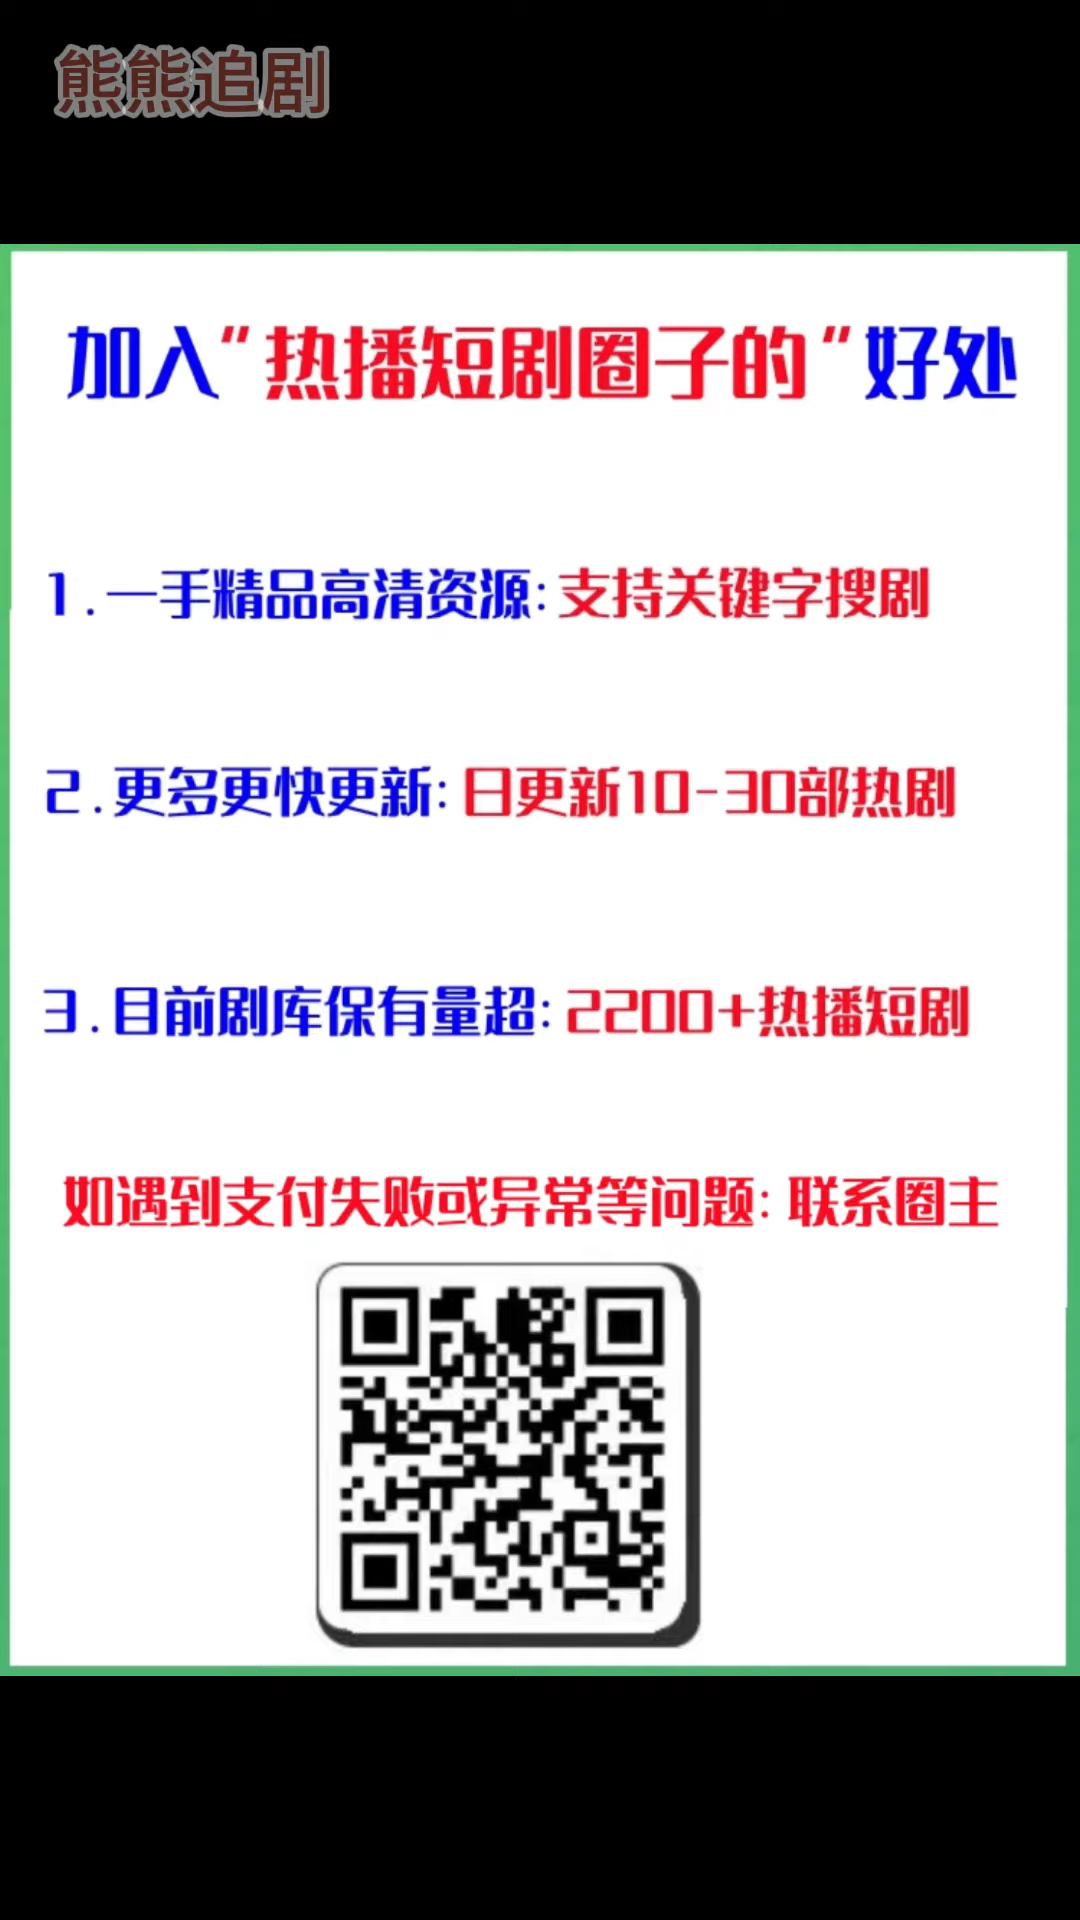 熊熊追剧
加入“热播短剧圈子的“好处
1.一手精品高清资源:支持关键字搜剧
2.更多更快更新:日更新10-30部热剧
3.目前剧库保有量超:2200+热播短剧
如遇到支付失败或异常等问题:联系圈主